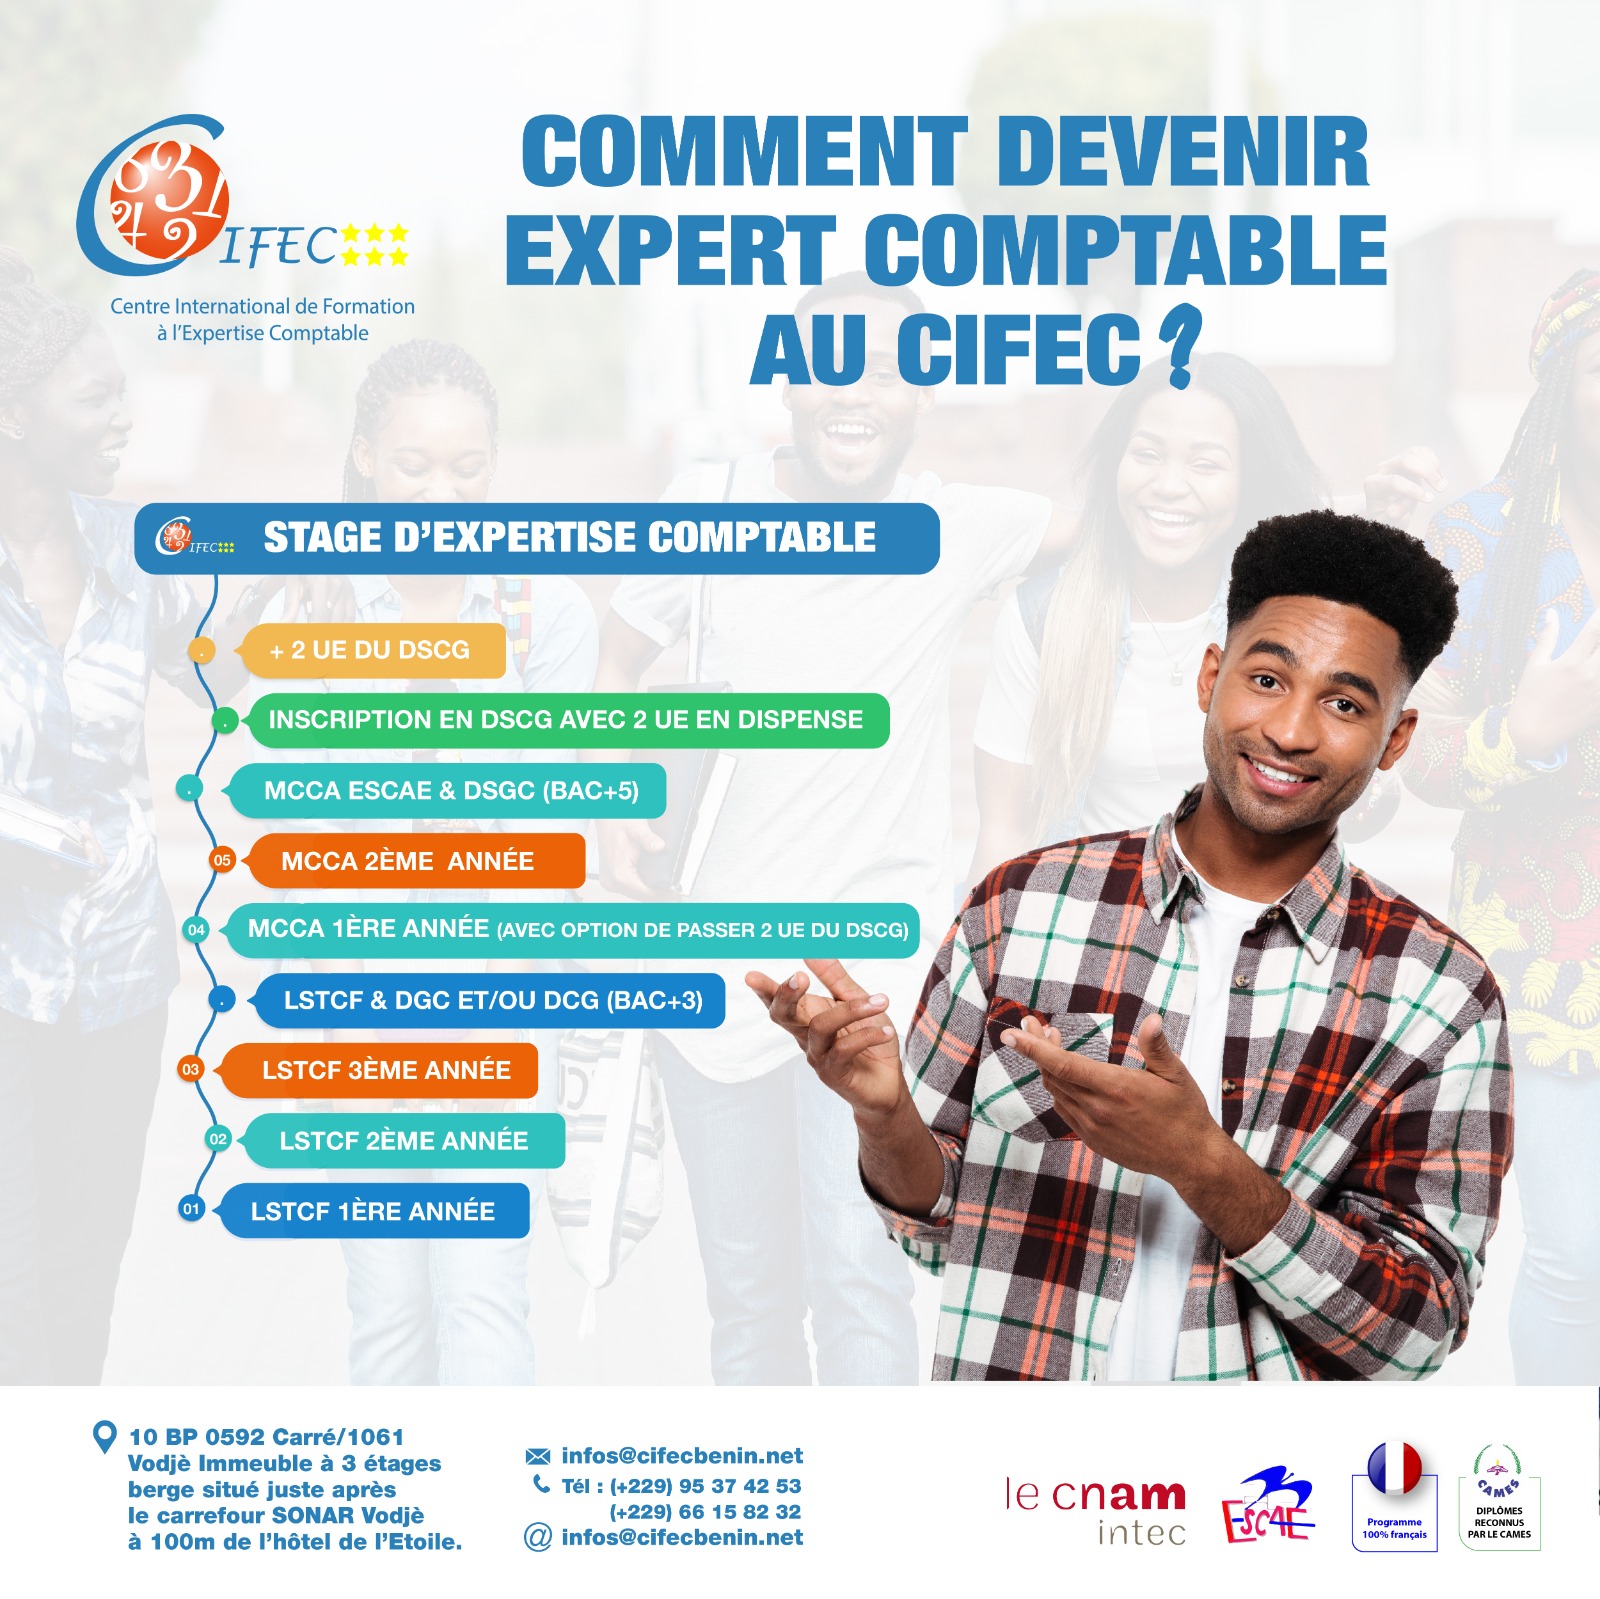 CIFEC
Centre International de Formation
à l'Expertise Comptable
COMMENT DEVENIR
EXPERT COMPTABLE
AU CIFEC ?
CIFEC
STAGE D'EXPERTISE COMPTABLE
+ 2 UE DU DSCG
INSCRIPTION EN DSCG AVEC 2 UE EN DISPENSE
MCCA ESCAE & DSGC (BAC+5)
05 MCCA 2ÈME ANNÉE
04 MCCA 1ÈRE ANNÉE (AVEC OPTION DE PASSER 2 UE DU DSCG)
LSTCF & DGC ET/OU DCG (BAC+3)
03 LSTCF 3ÈME ANNÉE
02 LSTCF 2ÈME ANNÉE
01 LSTCF 1ÈRE ANNÉE
10 BP 0592 Carré/1061
Vodjè Immeuble à 3 étages
berge situé juste après
le carrefour SONAR Vodjè
à 100m de l'hôtel de l'Etoile.
infos@cifecbenin.net
Tél : (+229) 95 37 42 53
(+229) 66 15 82 32
@ infos@cifecbenin.net
le cnam
intec
ESCAE
Programme
100% français
CAMES
DIPLÔMES
RECONNUS
PAR LE CAMES